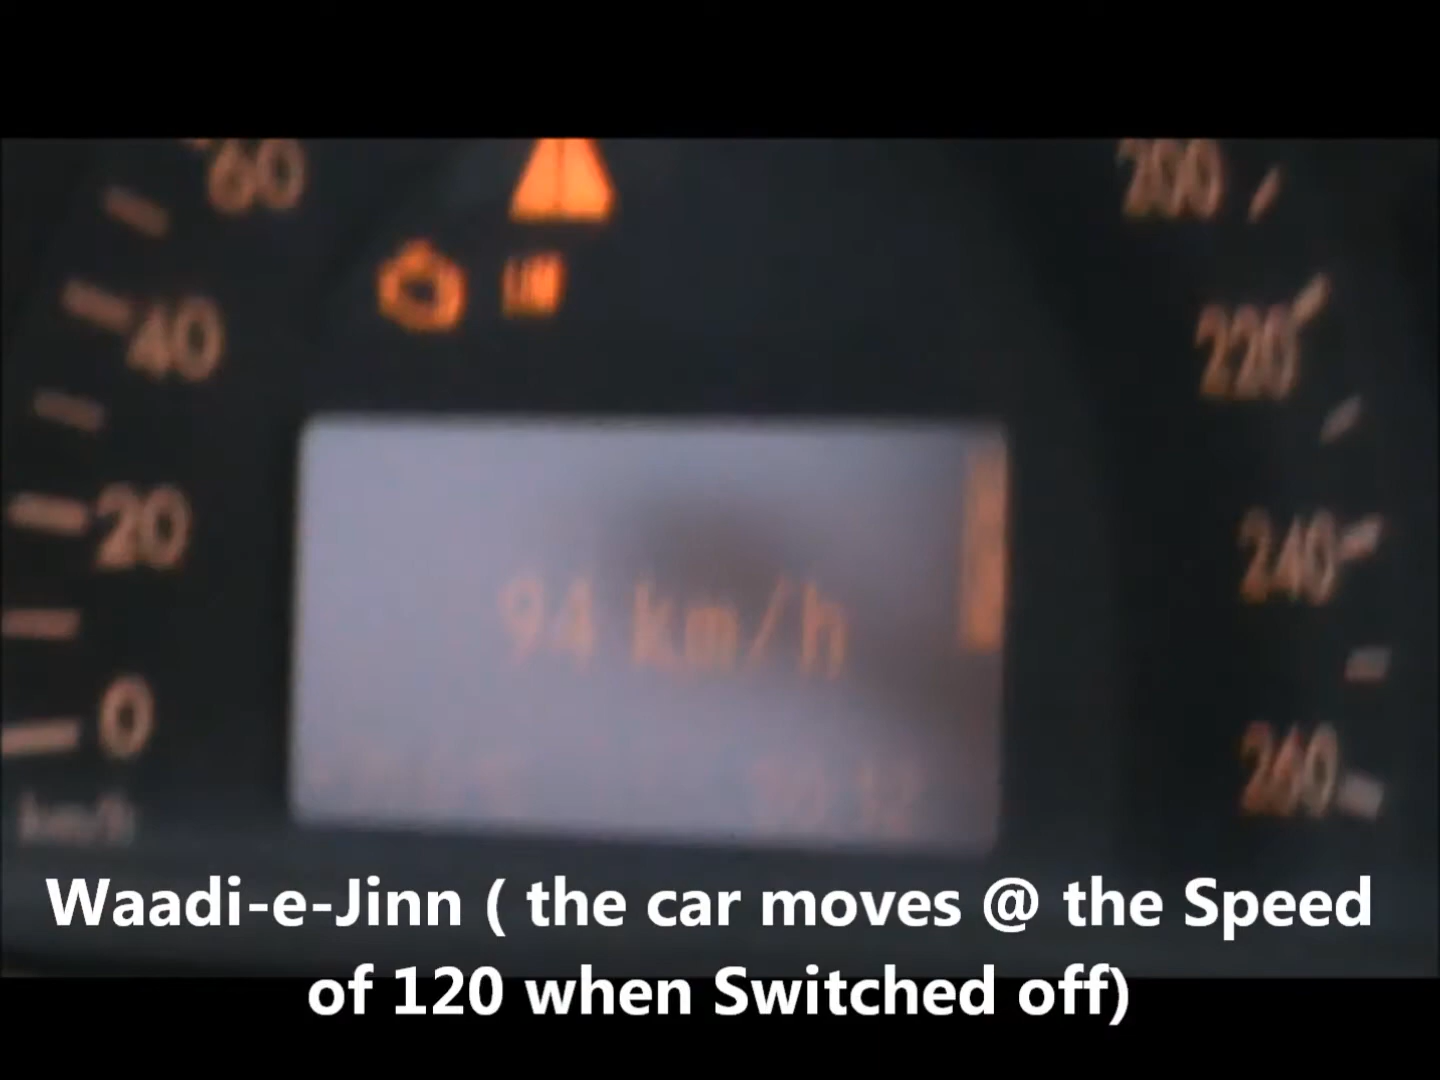 60
200
40
220
20
240
94 km/h
0
260
km/h
Waadi-e-Jinn ( the car moves @ the Speed
of 120 when Switched off)